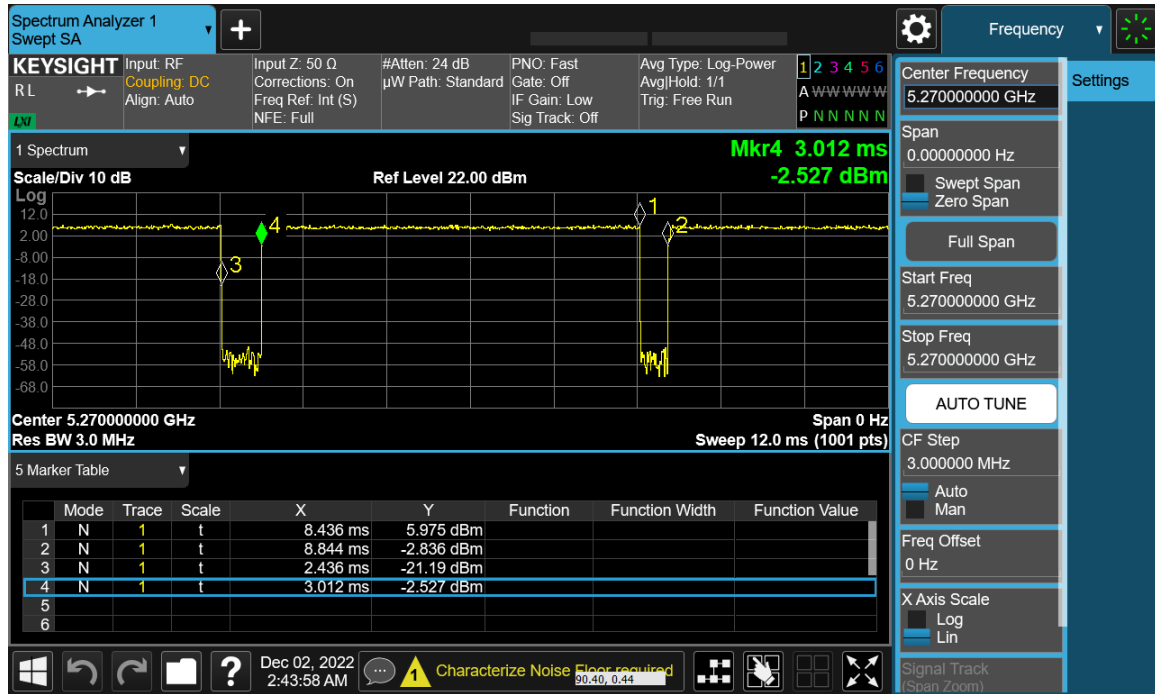 Spectrum Analyzer 1
Swept SA
Frequency
KEYSIGHT
R L
LXI
Input: RF
Coupling: DC
Align: Auto
Input Z: 50 Ω
Corrections: On
Freq Ref: Int (S)
NFE: Full
#Atten: 24 dB
µW Path: Standard
PNO: Fast
Gate: Off
IF Gain: Low
Sig Track: Off
Avg Type: Log-Power
Avg|Hold: 1/1
Trig: Free Run
1 2 3 4 5 6
A W W W W W
P N N N N N
Center Frequency
5.270000000 GHz
Settings
Span
0.00000000 Hz
Swept Span
Zero Span
Full Span
Start Freq
5.270000000 GHz
Stop Freq
5.270000000 GHz
AUTO TUNE
CF Step
3.000000 MHz
Auto
Man
Freq Offset
0 Hz
X Axis Scale
Log
Lin
Signal Track
(Span Zoom)
1 Spectrum
Mkr4 3.012 ms
Scale/Div 10 dB
Ref Level 22.00 dBm
-2.527 dBm
Log
12.0
2.00
-8.00
-18.0
-28.0
-38.0
-48.0
-58.0
-68.0
1
2
3
4
Center 5.270000000 GHz
Span 0 Hz
Res BW 3.0 MHz
Sweep 12.0 ms (1001 pts)
5 Marker Table
Mode Trace Scale X Y Function Function Width Function Value
1 N 1 t 8.436 ms 5.975 dBm
2 N 1 t 8.844 ms -2.836 dBm
3 N 1 t 2.436 ms -21.19 dBm
4 N 1 t 3.012 ms -2.527 dBm
5
6
?
Dec 02, 2022
2:43:58 AM
1
Characterize Noise Floor required
90.40, 0.44